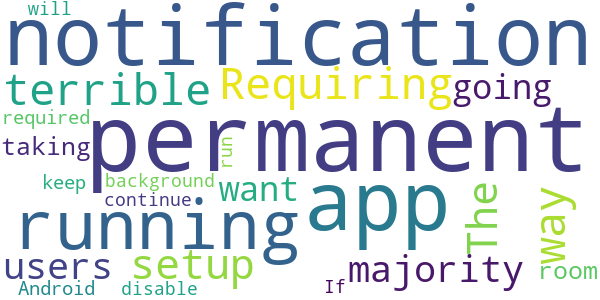 will
notification
terrible
Requiring
going
permanent
required
taking
run
keep
background
continue
want
app
The
way
running
users
setup
majority
room
Android
disable
If